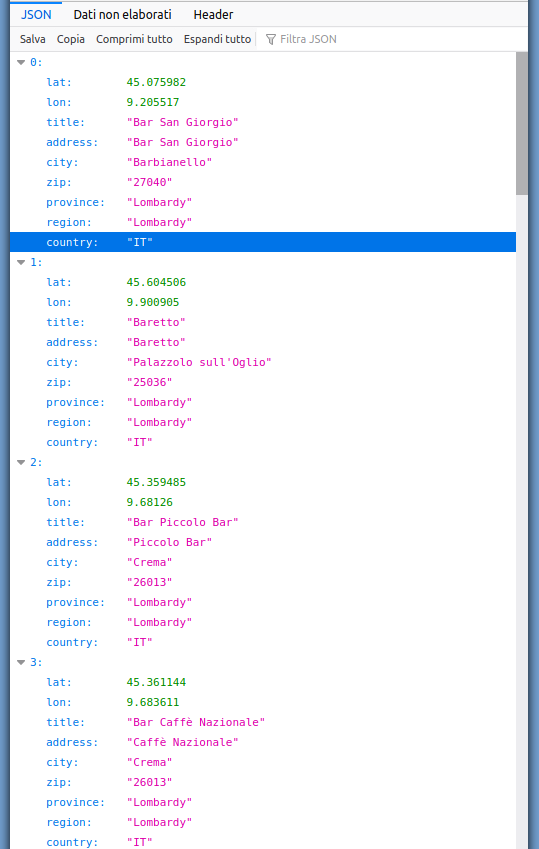 JSON Dati non elaborati Header
Salva Copia Comprimi tutto Espandi tutto Filtra JSON
0:
lat: 45.075982
lon: 9.205517
title: "Bar San Giorgio"
address: "Bar San Giorgio"
city: "Barbianello"
zip: "27040"
province: "Lombardy"
region: "Lombardy"
country: "IT"
1:
lat: 45.604506
lon: 9.900905
title: "Baretto"
address: "Baretto"
city: "Palazzolo sull'Oglio"
zip: "25036"
province: "Lombardy"
region: "Lombardy"
country: "IT"
2:
lat: 45.359485
lon: 9.68126
title: "Bar Piccolo Bar"
address: "Piccolo Bar"
city: "Crema"
zip: "26013"
province: "Lombardy"
region: "Lombardy"
country: "IT"
3:
lat: 45.361144
lon: 9.683611
title: "Bar Caffè Nazionale"
address: "Caffè Nazionale"
city: "Crema"
zip: "26013"
province: "Lombardy"
region: "Lombardy"
country: "IT"